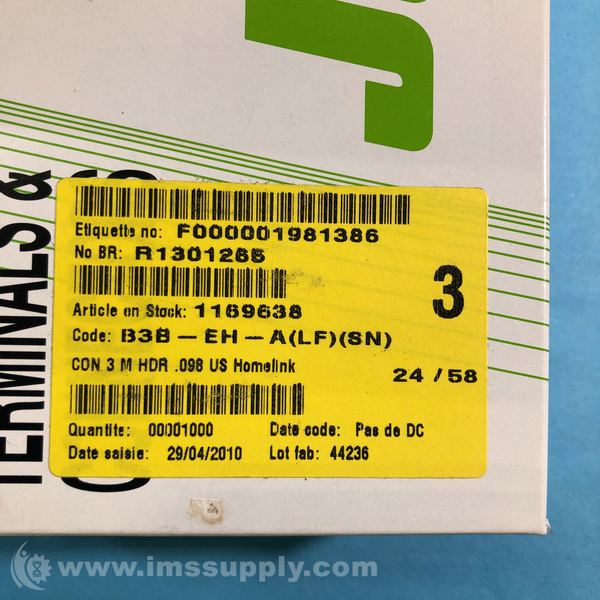 J
TERMINALS &
Etiquette no: F000001981386
No BR: R1301265
3
Article en Stock: 1169638
Code: B3B - EH - A(LF)(SN)
CON 3 M HDR .098 US Homelink
24 / 58
Quantite: 00001000 Date code: Pas de DC
Date saisie: 29/04/2010 Lot fab: 44236
www.imssupply.com